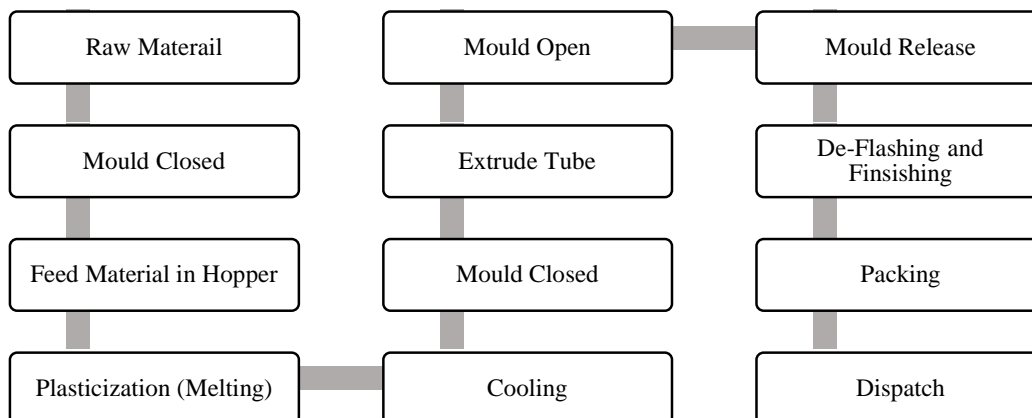 Raw Materail
Mould Closed
Feed Material in Hopper
Plasticization (Melting)
Cooling
Mould Closed
Extrude Tube
Mould Open
Mould Release
De-Flashing and
Finsishing
Packing
Dispatch